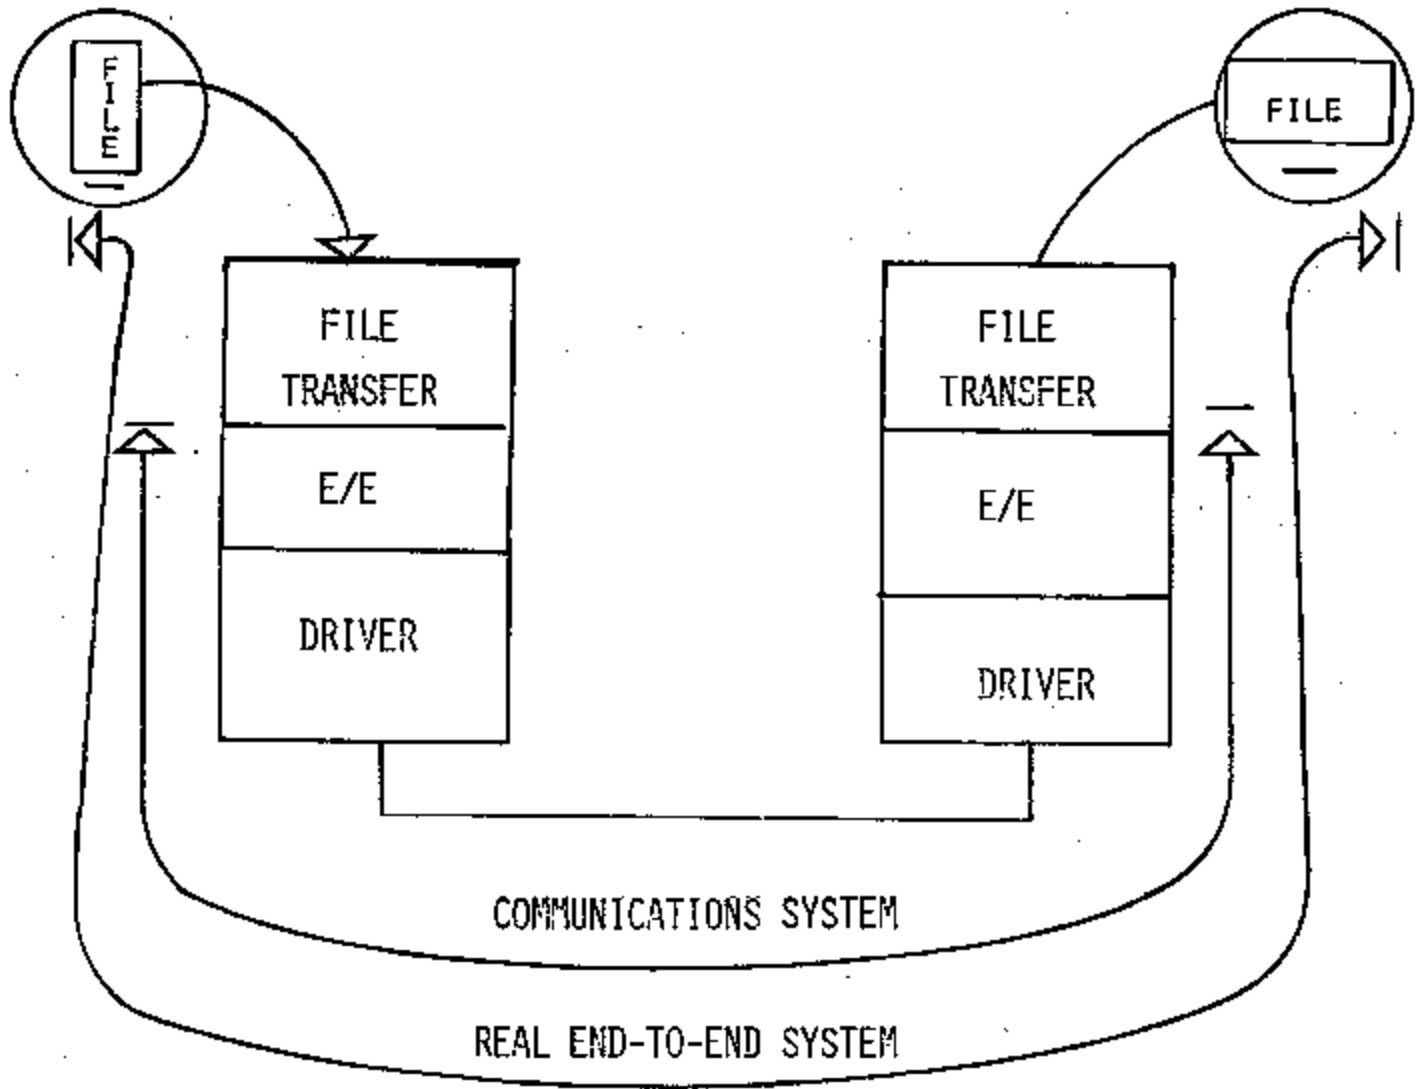 FILE
FILE
FILE
TRANSFER
E/E
DRIVER
FILE
TRANSFER
E/E
DRIVER
COMMUNICATIONS SYSTEM
REAL END-TO-END SYSTEM